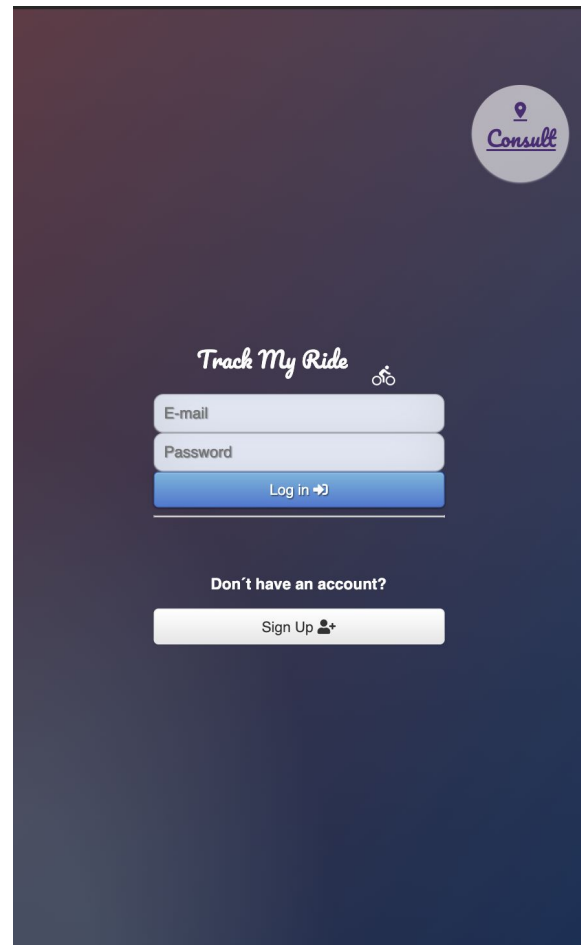 Consult
Track My Ride
E-mail
Password
Log in
Don´t have an account?
Sign Up